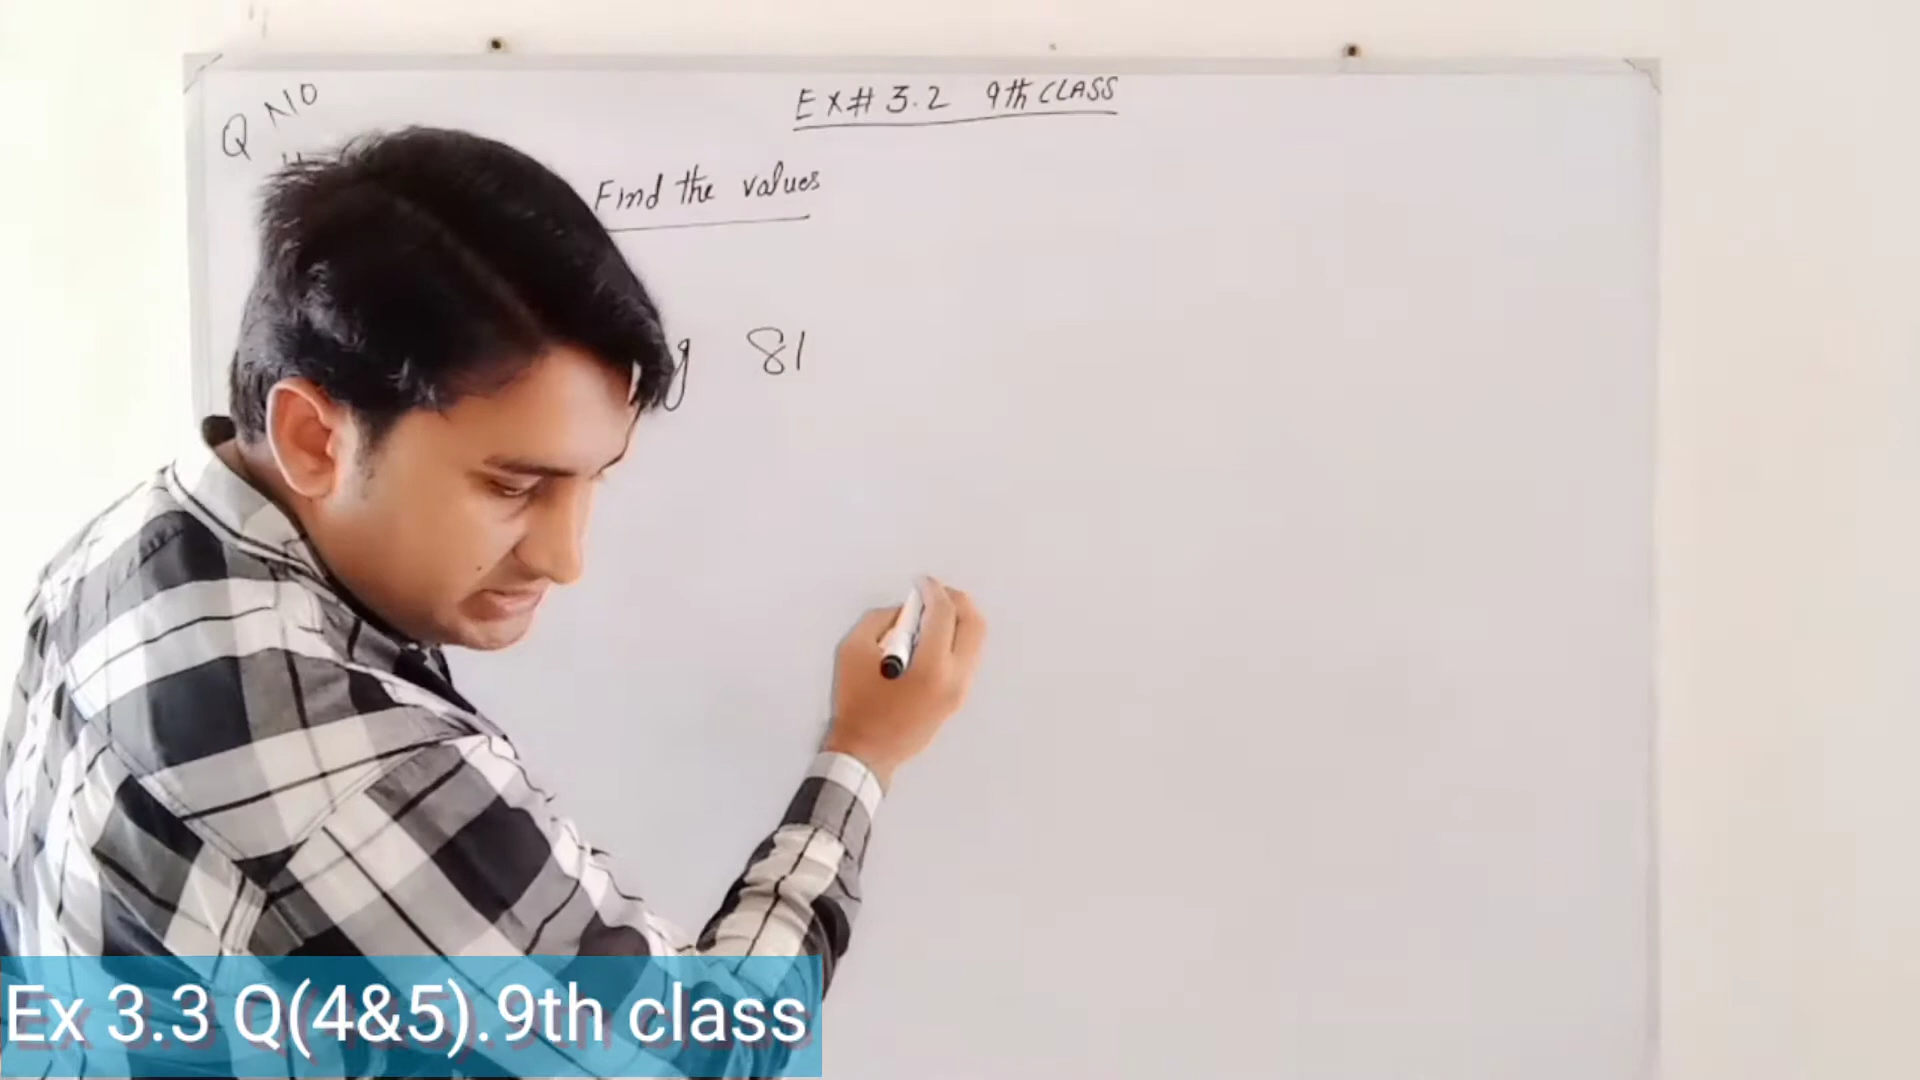 Q NO
EX# 3.2 9th CLASS
Find the values
81
Ex 3.3 Q(4&5).9th class